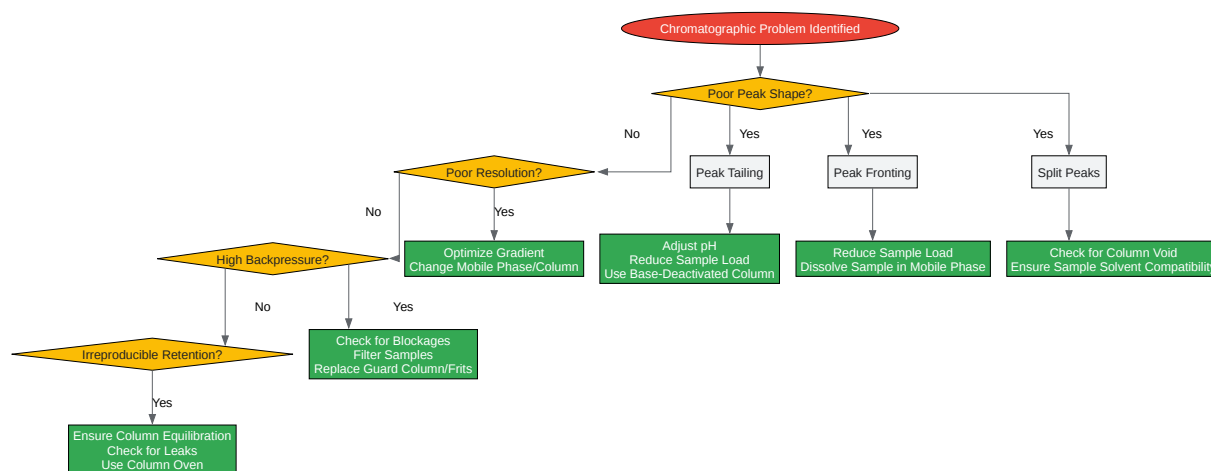 Chromatographic Problem Identified
Poor Peak Shape?
No
Yes
Yes
Yes
Poor Resolution?
Peak Tailing
Peak Fronting
Split Peaks
No
Yes
High Backpressure?
Optimize Gradient
Change Mobile Phase/Column
Adjust pH
Reduce Sample Load
Use Base-Deactivated Column
Reduce Sample Load
Dissolve Sample in Mobile Phase
Check for Column Void
Ensure Sample Solvent Compatibility
No
Yes
Irreproducible Retention?
Check for Blockages
Filter Samples
Replace Guard Column/Frits
Yes
Ensure Column Equilibration
Check for Leaks
Use Column Oven